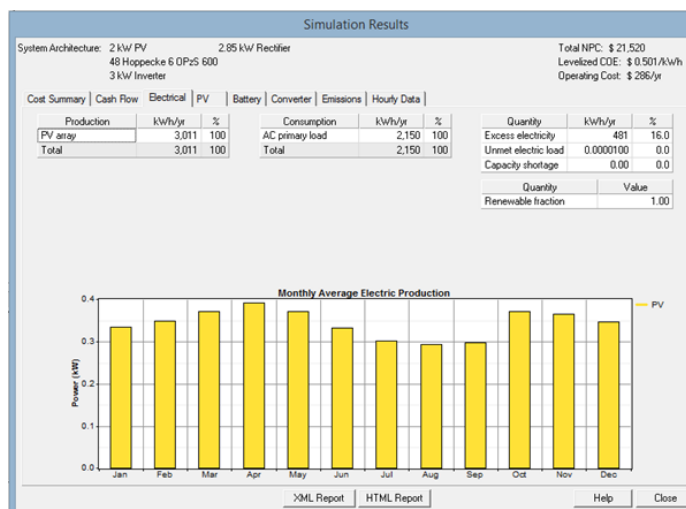 Simulation Results
System Architecture: 2 kW PV 2.85 kW Rectifier
48 Hoppecke 6 OPzS 600
3 kW Inverter
Total NPC: $ 21,520
Levelized COE: $ 0.501/kWh
Operating Cost: $ 286/yr
Cost Summary Cash Flow Electrical PV Battery Converter Emissions Hourly Data
Production kWh/yr %
PV array 3,011 100
Total 3,011 100
Consumption kWh/yr %
AC primary load 2,150 100
Total 2,150 100
Quantity kWh/yr %
Excess electricity 481 16.0
Unmet electric load 0.0000100 0.0
Capacity shortage 0.00 0.0
Quantity Value
Renewable fraction 1.00
Monthly Average Electric Production
Power (kW)
0.4
0.3
0.2
0.1
0.0
Jan Feb Mar Apr May Jun Jul Aug Sep Oct Nov Dec
PV
XML Report HTML Report Help Close